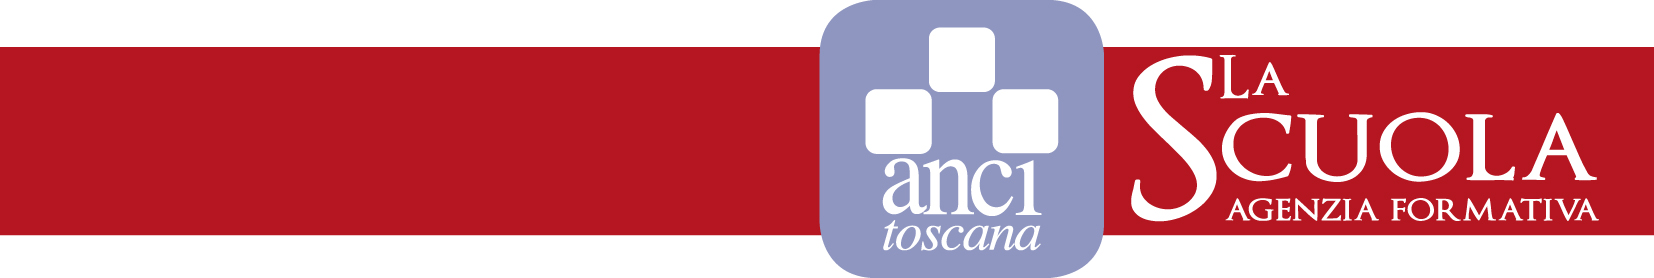 anci
toscana
LA
SCUOLA
AGENZIA FORMATIVA